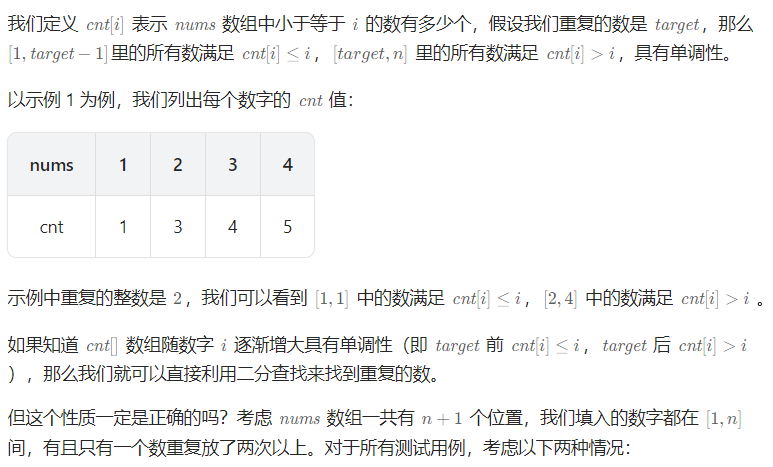 我们定义 cnt[i] 表示 nums 数组中小于等于 i 的数有多少个，假设我们重复的数是 target，那么
[1, target − 1]里的所有数满足 cnt[i] ≤ i，[target, n] 里的所有数满足 cnt[i] > i，具有单调性。
以示例 1 为例，我们列出每个数字的 cnt 值：
nums 1 2 3 4
cnt 1 3 4 5
示例中重复的整数是 2，我们可以看到 [1, 1] 中的数满足 cnt[i] ≤ i，[2, 4] 中的数满足 cnt[i] > i 。
如果知道 cnt[] 数组随数字 i 逐渐增大具有单调性（即 target 前 cnt[i] ≤ i，target 后 cnt[i] > i
），那么我们就可以直接利用二分查找来找到重复的数。
但这个性质一定是正确的吗？考虑 nums 数组一共有 n + 1 个位置，我们填入的数字都在 [1, n]
间，有且只有一个数重复放了两次以上。对于所有测试用例，考虑以下两种情况：